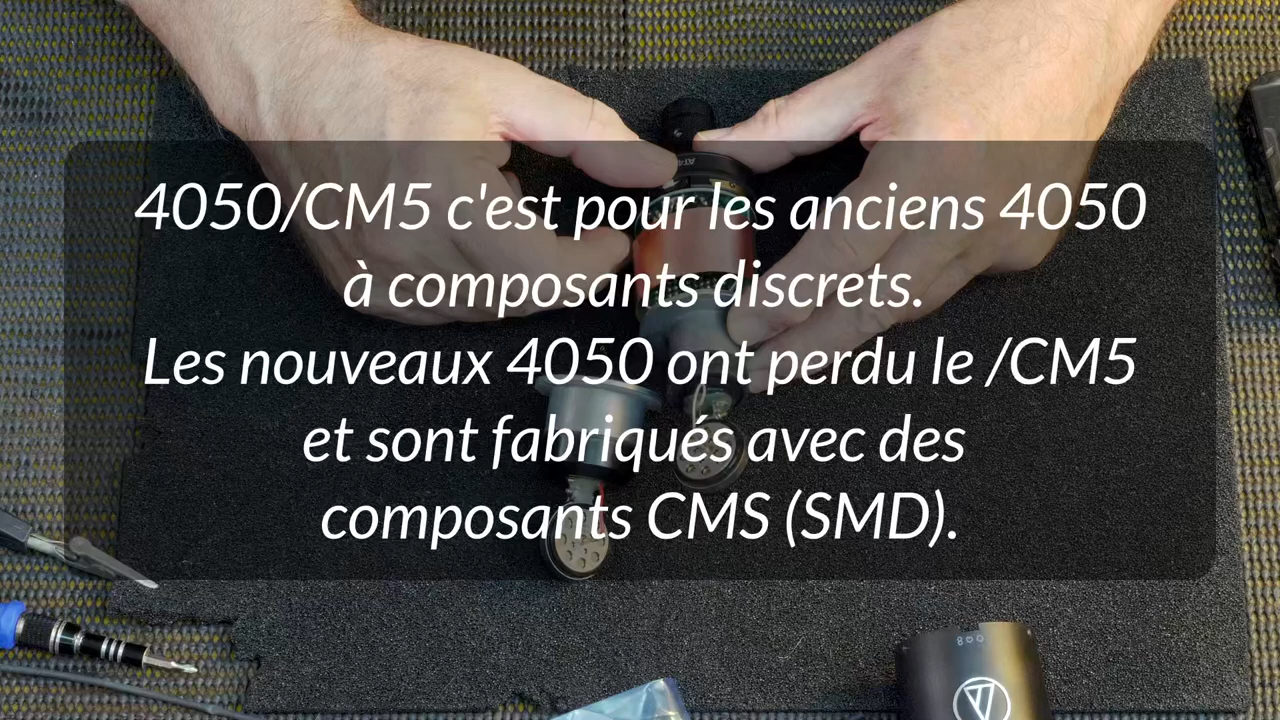 4050/CM5 c'est pour les anciens 4050
à composants discrets.
Les nouveaux 4050 ont perdu le /CM5
et sont fabriqués avec des
composants CMS (SMD).